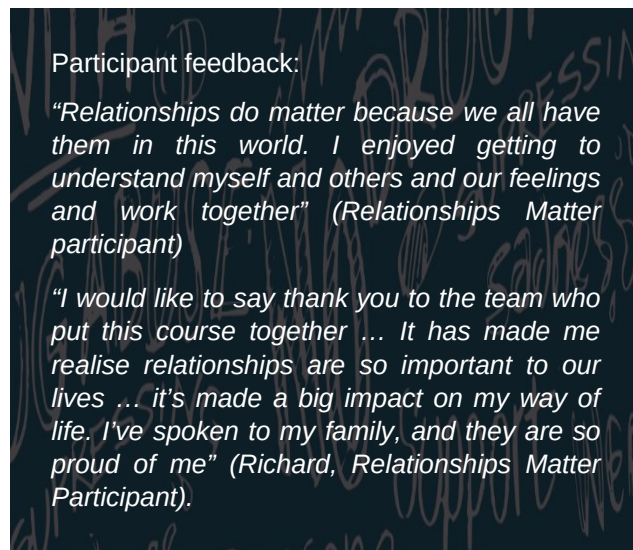 Participant feedback:
“Relationships do matter because we all have
them in this world. I enjoyed getting to
understand myself and others and our feelings
and work together” (Relationships Matter
participant)
“I would like to say thank you to the team who
put this course together … It has made me
realise relationships are so important to our
lives … it’s made a big impact on my way of
life. I’ve spoken to my family, and they are so
proud of me” (Richard, Relationships Matter
Participant).